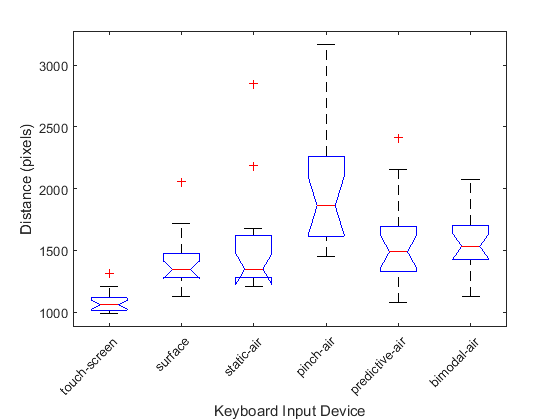 Distance (pixels)
3000
2500
2000
1500
1000
touch-screen
surface
static-air
pinch-air
predictive-air
bimodal-air
Keyboard Input Device